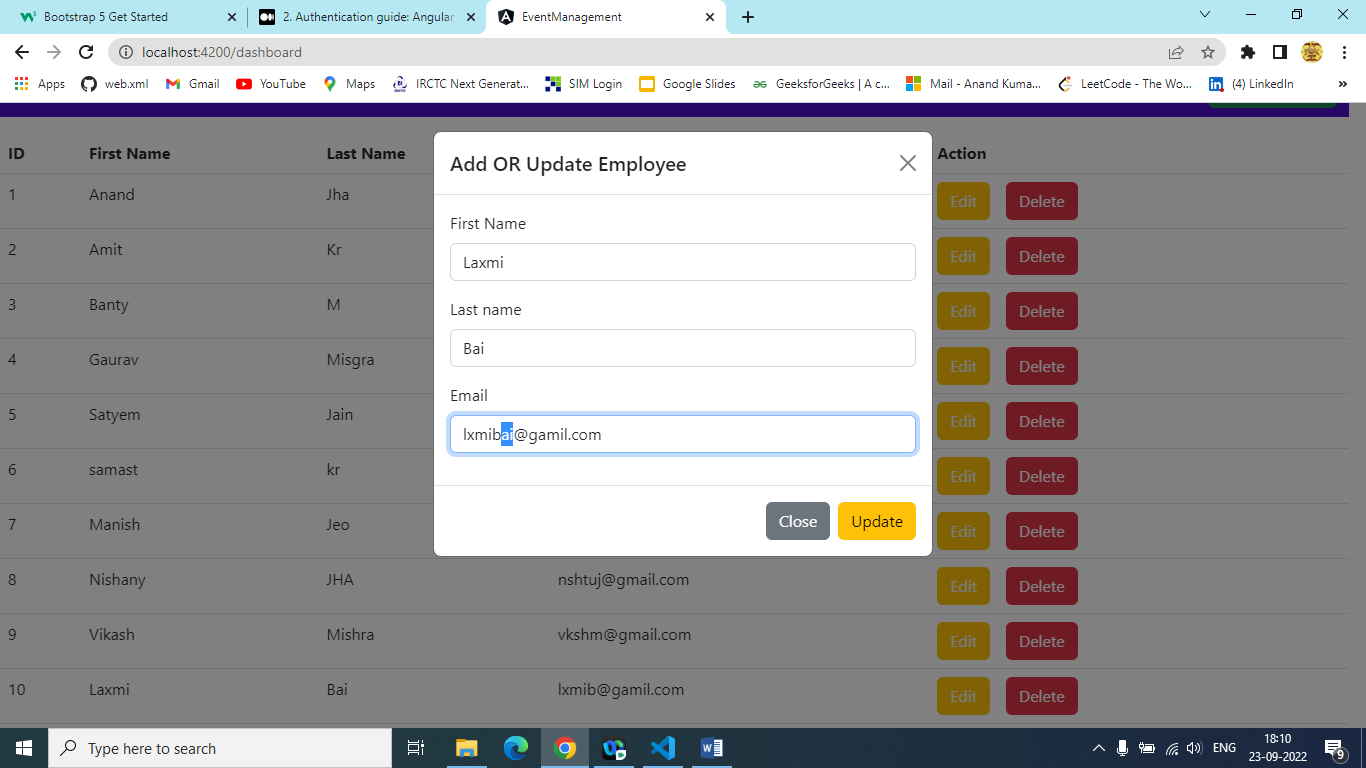 Bootstrap 5 Get Started
2. Authentication guide: Angular
EventManagement
localhost:4200/dashboard
Apps web.xml Gmail YouTube Maps IRCTC Next Generat... SIM Login Google Slides GeeksforGeeks | A c... Mail - Anand Kuma... LeetCode - The Wo... (4) LinkedIn »
ID First Name Last Name Action
1 Anand Jha Edit Delete
2 Amit Kr Edit Delete
3 Banty M Edit Delete
4 Gaurav Misgra Edit Delete
5 Satyem Jain Edit Delete
6 samast kr Edit Delete
7 Manish Jeo Edit Delete
8 Nishany JHA nshtuj@gmail.com Edit Delete
9 Vikash Mishra vkshm@gmail.com Edit Delete
10 Laxmi Bai lxmib@gamil.com Edit Delete
Add OR Update Employee
First Name
Laxmi
Last name
Bai
Email
lxmibai@gamil.com
Close Update
Type here to search
ENG
18:10
23-09-2022
9